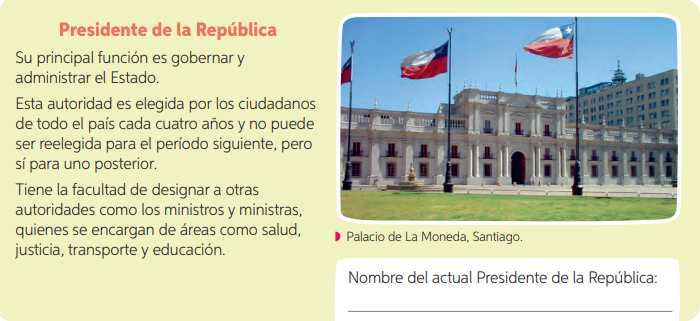 Presidente de la República
Su principal función es gobernar y
administrar el Estado.
Esta autoridad es elegida por los ciudadanos
de todo el país cada cuatro años y no puede
ser reelegida para el período siguiente, pero
sí para uno posterior.
Tiene la facultad de designar a otras
autoridades como los ministros y ministras,
quienes se encargan de áreas como salud,
justicia, transporte y educación.
Palacio de La Moneda, Santiago.
Nombre del actual Presidente de la República: